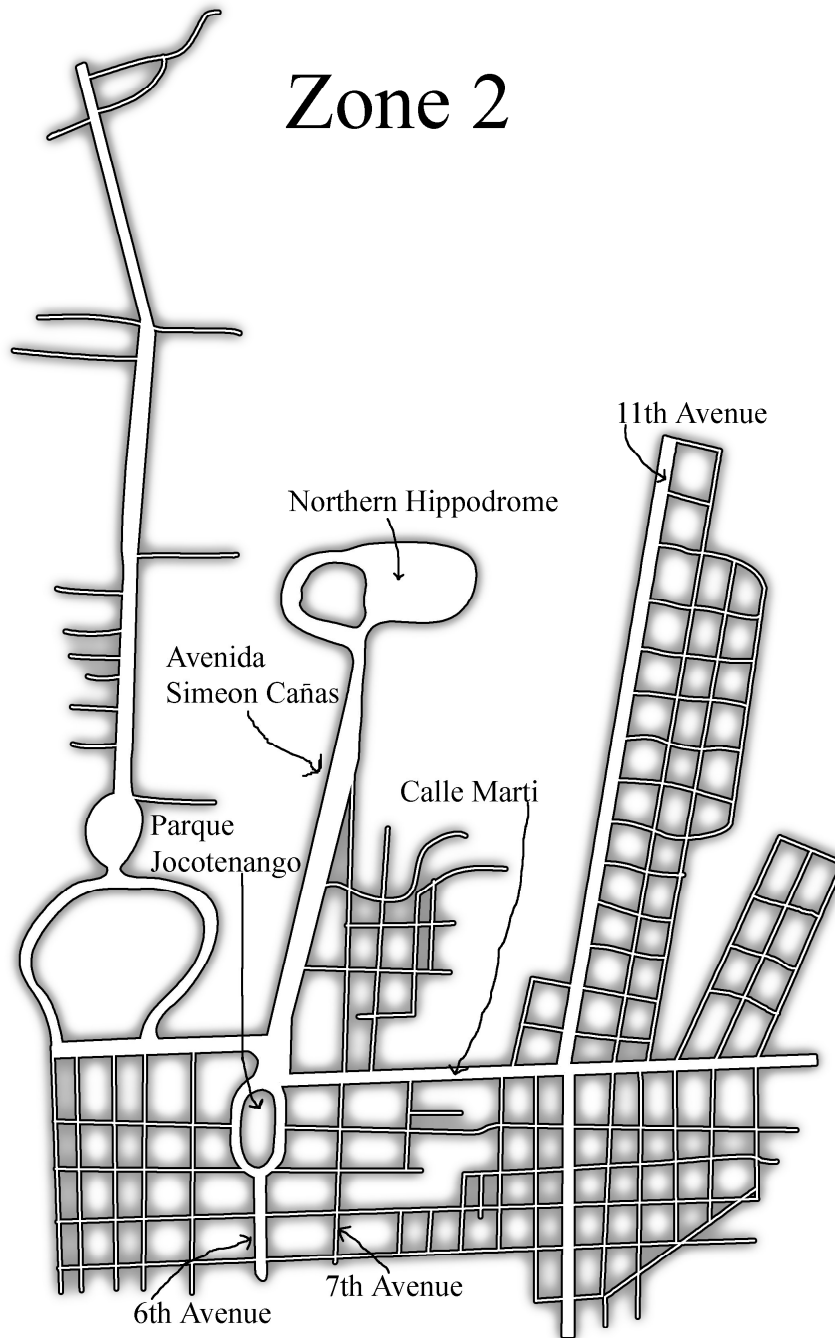 Zone 2
11th Avenue
Northern Hippodrome
Avenida
Simeon Cañas
Calle Marti
Parque
Jocotenango
7th Avenue
6th Avenue